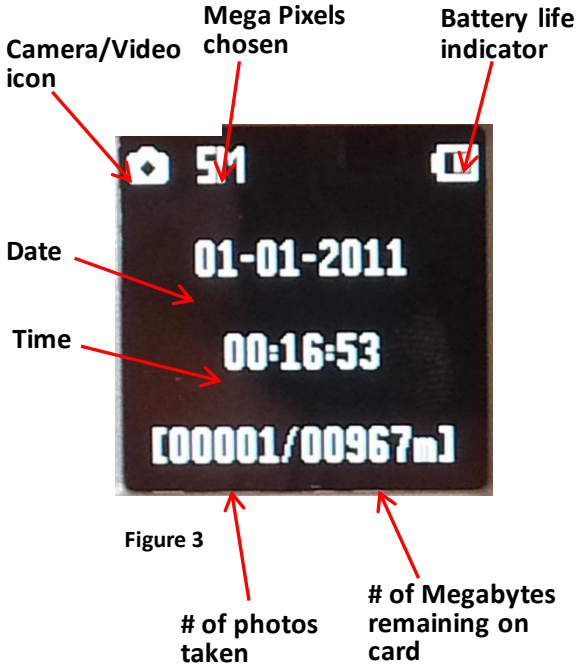 Mega Pixels
chosen
Battery life
indicator
Camera/Video
icon
5M
01-01-2011
Date
00:16:53
Time
[00001/00967m]
Figure 3
# of photos
taken
# of Megabytes
remaining on
card